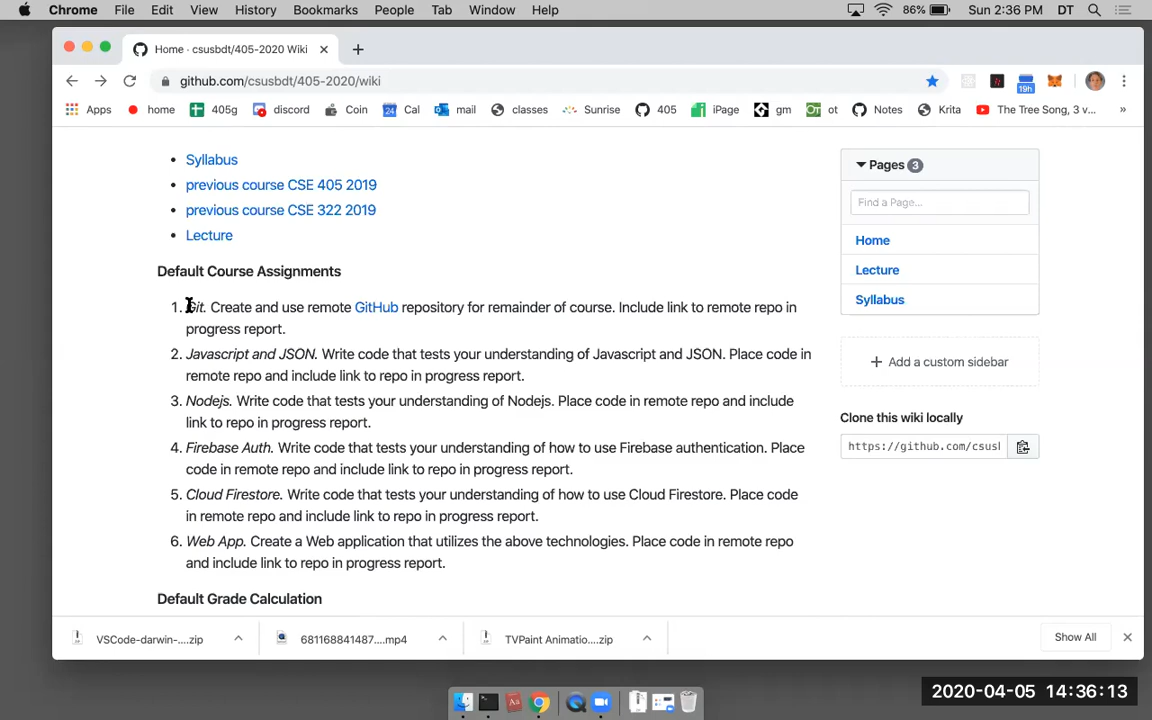 Chrome File Edit View History Bookmarks People Tab Window Help 86% Sun 2:36 PM DT
Home · csusbdt/405-2020 Wiki
github.com/csusbdt/405-2020/wiki
Apps home 405g discord Coin 24 Cal mail classes Sunrise 405 iPage gm OT ot Notes Krita The Tree Song, 3 v... »
19h
Syllabus
previous course CSE 405 2019
previous course CSE 322 2019
Lecture
Default Course Assignments
1. Git. Create and use remote GitHub repository for remainder of course. Include link to remote repo in
progress report.
2. Javascript and JSON. Write code that tests your understanding of Javascript and JSON. Place code in
remote repo and include link to repo in progress report.
3. Nodejs. Write code that tests your understanding of Nodejs. Place code in remote repo and include
link to repo in progress report.
4. Firebase Auth. Write code that tests your understanding of how to use Firebase authentication. Place
code in remote repo and include link to repo in progress report.
5. Cloud Firestore. Write code that tests your understanding of how to use Cloud Firestore. Place code
in remote repo and include link to repo in progress report.
6. Web App. Create a Web application that utilizes the above technologies. Place code in remote repo
and include link to repo in progress report.
Default Grade Calculation
Pages 3
Find a Page...
Home
Lecture
Syllabus
+ Add a custom sidebar
Clone this wiki locally
https://github.com/csusl
VSCode-darwin-....zip 681168841487....mp4 TVPaint Animatio....zip Show All
Aa
2020-04-05 14:36:13